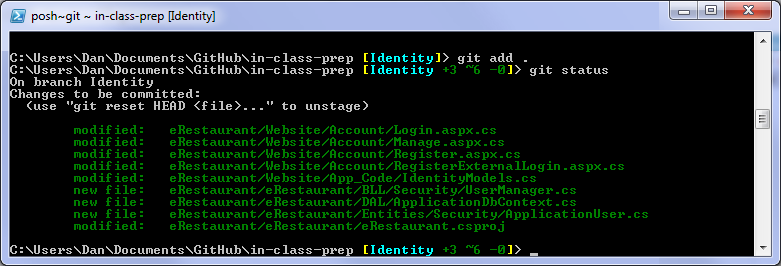 posh~git ~ in-class-prep [Identity]
C:\Users\Dan\Documents\GitHub\in-class-prep [Identity]> git add .
C:\Users\Dan\Documents\GitHub\in-class-prep [Identity +3 ~6 -0]> git status
On branch Identity
Changes to be committed:
  (use "git reset HEAD <file>..." to unstage)
        modified:   eRestaurant/Website/Account/Login.aspx.cs
        modified:   eRestaurant/Website/Account/Manage.aspx.cs
        modified:   eRestaurant/Website/Account/Register.aspx.cs
        modified:   eRestaurant/Website/Account/RegisterExternalLogin.aspx.cs
        modified:   eRestaurant/Website/App_Code/IdentityModels.cs
        new file:   eRestaurant/eRestaurant/BLL/Security/UserManager.cs
        new file:   eRestaurant/eRestaurant/DAL/ApplicationDbContext.cs
        new file:   eRestaurant/eRestaurant/Entities/Security/ApplicationUser.cs
        modified:   eRestaurant/eRestaurant/eRestaurant.csproj
C:\Users\Dan\Documents\GitHub\in-class-prep [Identity +3 ~6 -0]> _